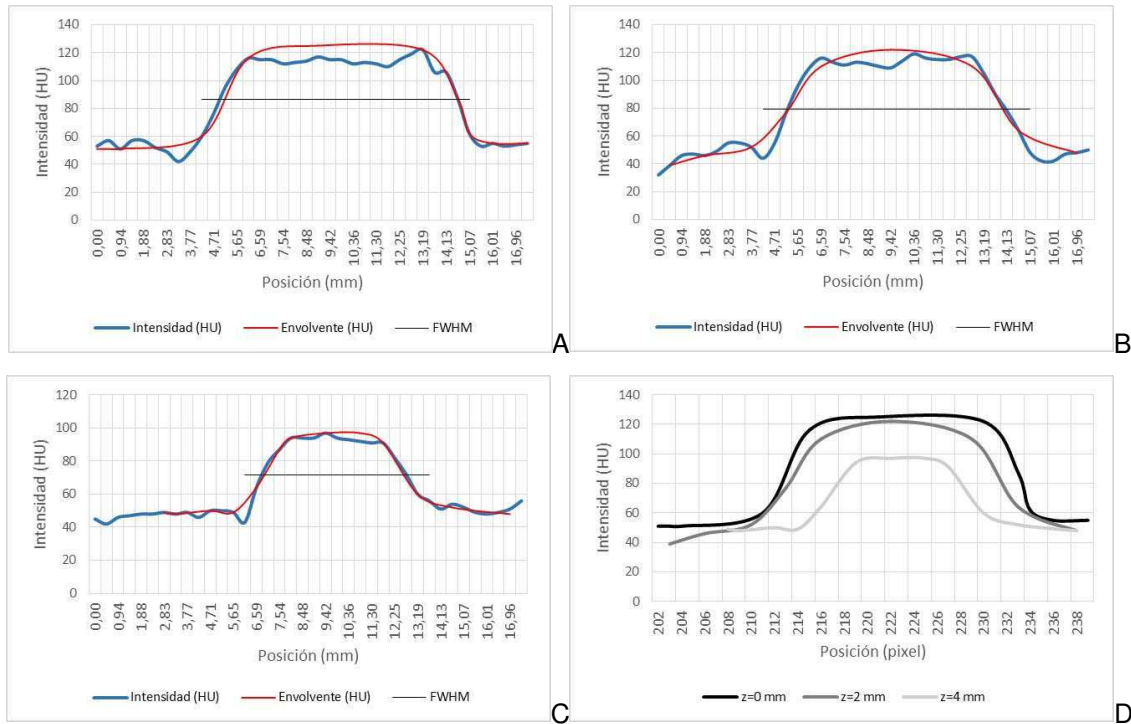 140
120
100
80
60
40
20
0
Intensidad (HU)
0,00 0,94 1,88 2,83 3,77 4,71 5,65 6,59 7,54 8,48 9,42 10,36 11,30 12,25 13,19 14,13 15,07 16,01 16,96
Posición (mm)
Intensidad (HU) Envolvente (HU) FWHM
A
140
120
100
80
60
40
20
0
Intensidad (HU)
0,00 0,94 1,88 2,83 3,77 4,71 5,65 6,59 7,54 8,48 9,42 10,36 11,30 12,25 13,19 14,13 15,07 16,01 16,96
Posición (mm)
Intensidad (HU) Envolvente (HU) FWHM
B
120
100
80
60
40
20
0
Intensidad (HU)
0,00 0,94 1,88 2,83 3,77 4,71 5,65 6,59 7,54 8,48 9,42 10,36 11,30 12,25 13,19 14,13 15,07 16,01 16,96
Posición (mm)
Intensidad (HU) Envolvente (HU) FWHM
C
140
120
100
80
60
40
20
0
Intensidad (HU)
202 204 206 208 210 212 214 216 218 220 222 224 226 228 230 232 234 236 238
Posición (pixel)
z=0 mm z=2 mm z=4 mm
D